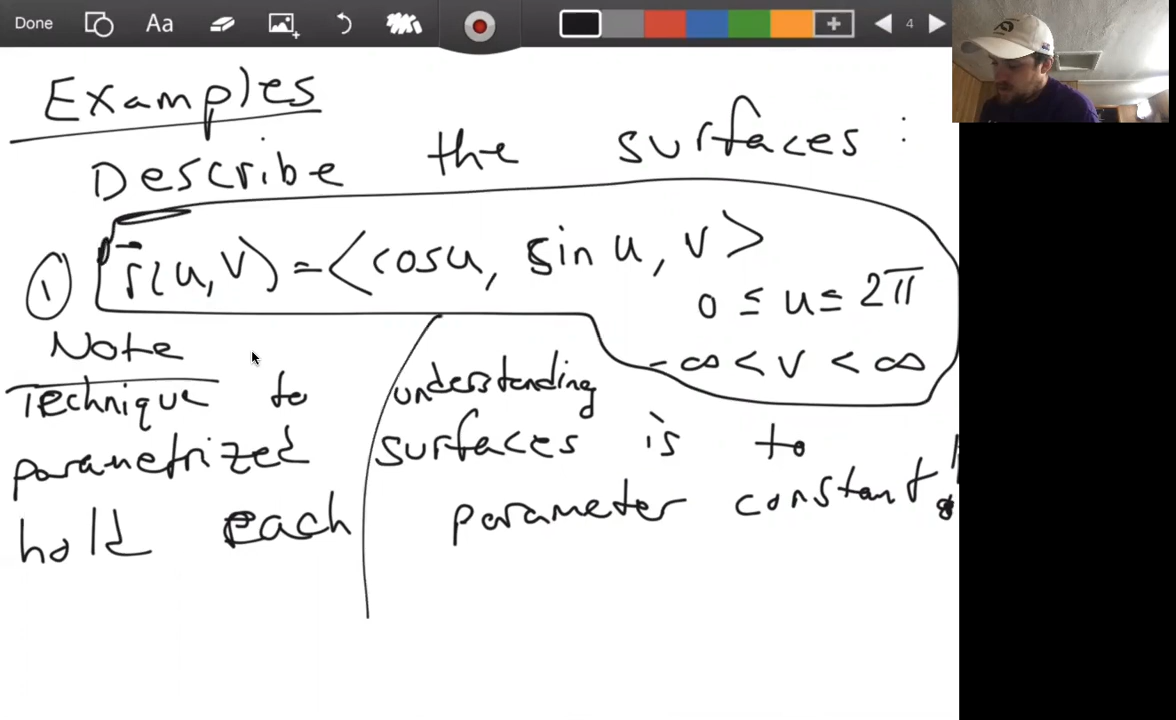 Done Aa 4
Examples
Describe the surfaces:
① r⃗(u,v) = <cosu, sin u, v>
0 ≤ u ≤ 2π
-∞ < v < ∞
Note
Technique to understanding
parametrized surfaces is to
hold each parameter constant!